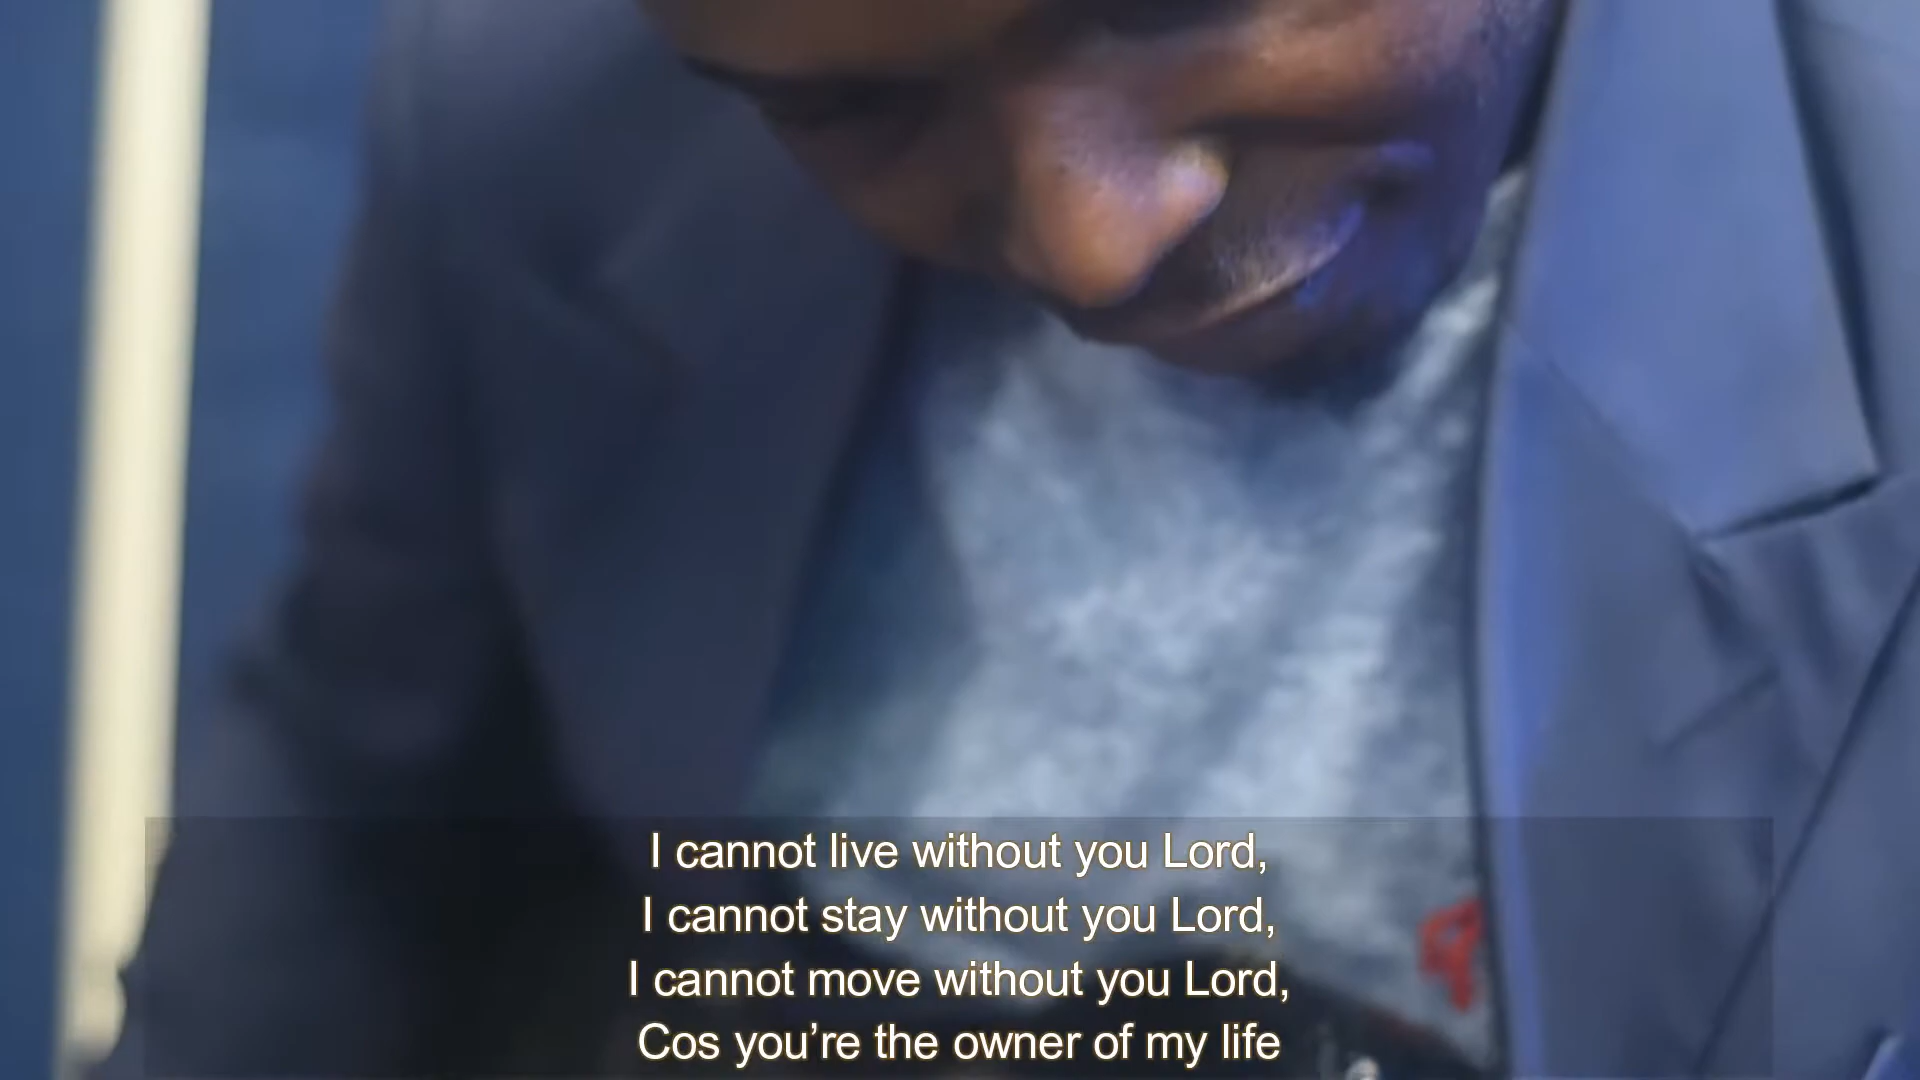 I cannot live without you Lord,
I cannot stay without you Lord,
I cannot move without you Lord,
Cos you’re the owner of my life